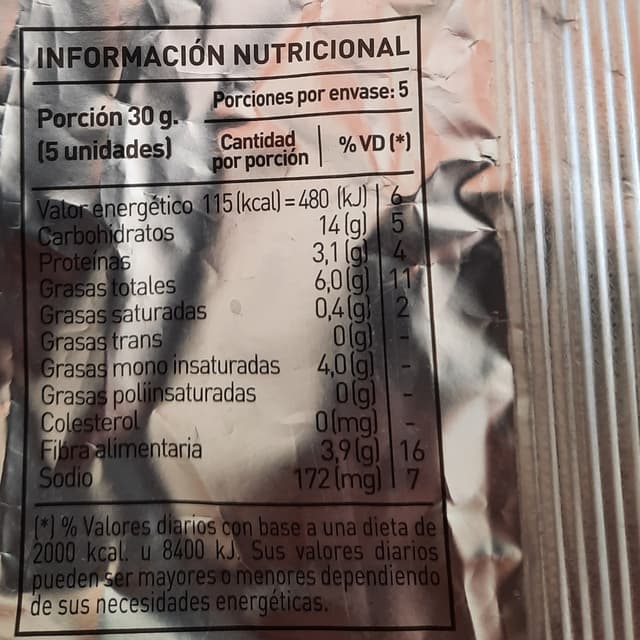 INFORMACIÓN NUTRICIONAL
Porción 30 g.
(5 unidades)
Porciones por envase: 5
Cantidad por porción | % VD (*)
Valor energético 115 (kcal) = 480 (kJ) 6
Carbohidratos 14 (g) 5
Proteínas 3,1 (g) 4
Grasas totales 6,0 (g) 11
Grasas saturadas 0,4 (g) 2
Grasas trans 0 (g) -
Grasas mono insaturadas 4,0 (g) -
Grasas poliinsaturadas 0 (g) -
Colesterol 0 (mg) -
Fibra alimentaria 3,9 (g) 16
Sodio 172 (mg) 7
(*) % Valores diarios con base a una dieta de
2000 kcal. u 8400 kJ. Sus valores diarios
pueden ser mayores o menores dependiendo
de sus necesidades energéticas.